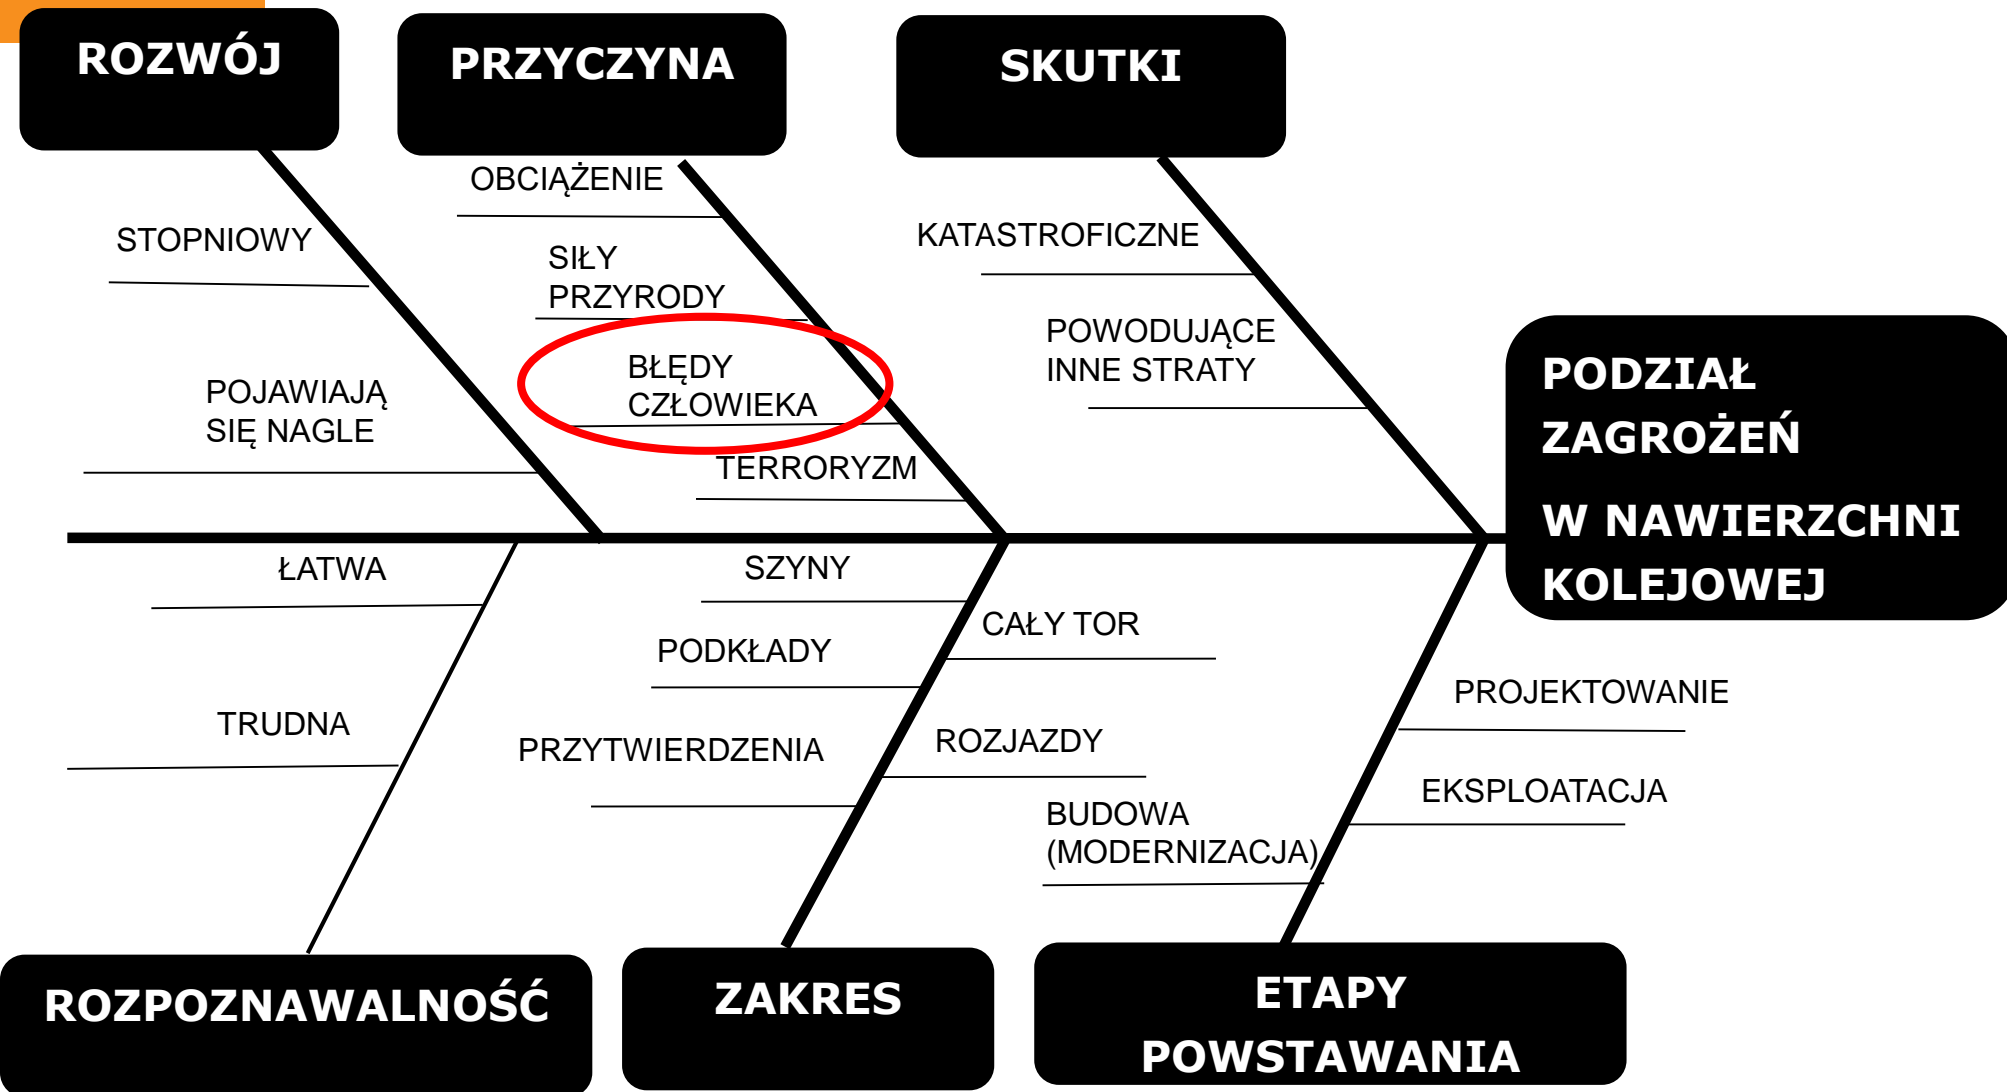 ROZWÓJ
PRZYCZYNA
SKUTKI
STOPNIOWY
POJAWIAJĄ
SIĘ NAGLE
OBCIĄŻENIE
SIŁY
PRZYRODY
BŁĘDY
CZŁOWIEKA
TERRORYZM
KATASTROFICZNE
POWODUJĄCE
INNE STRATY
PODZIAŁ
ZAGROŻEŃ
W NAWIERZCHNI
KOLEJOWEJ
ŁATWA
TRUDNA
SZYNY
PODKŁADY
PRZYTWIERDZENIA
CAŁY TOR
ROZJAZDY
BUDOWA
(MODERNIZACJA)
PROJEKTOWANIE
EKSPLOATACJA
ROZPOZNAWALNOŚĆ
ZAKRES
ETAPY
POWSTAWANIA